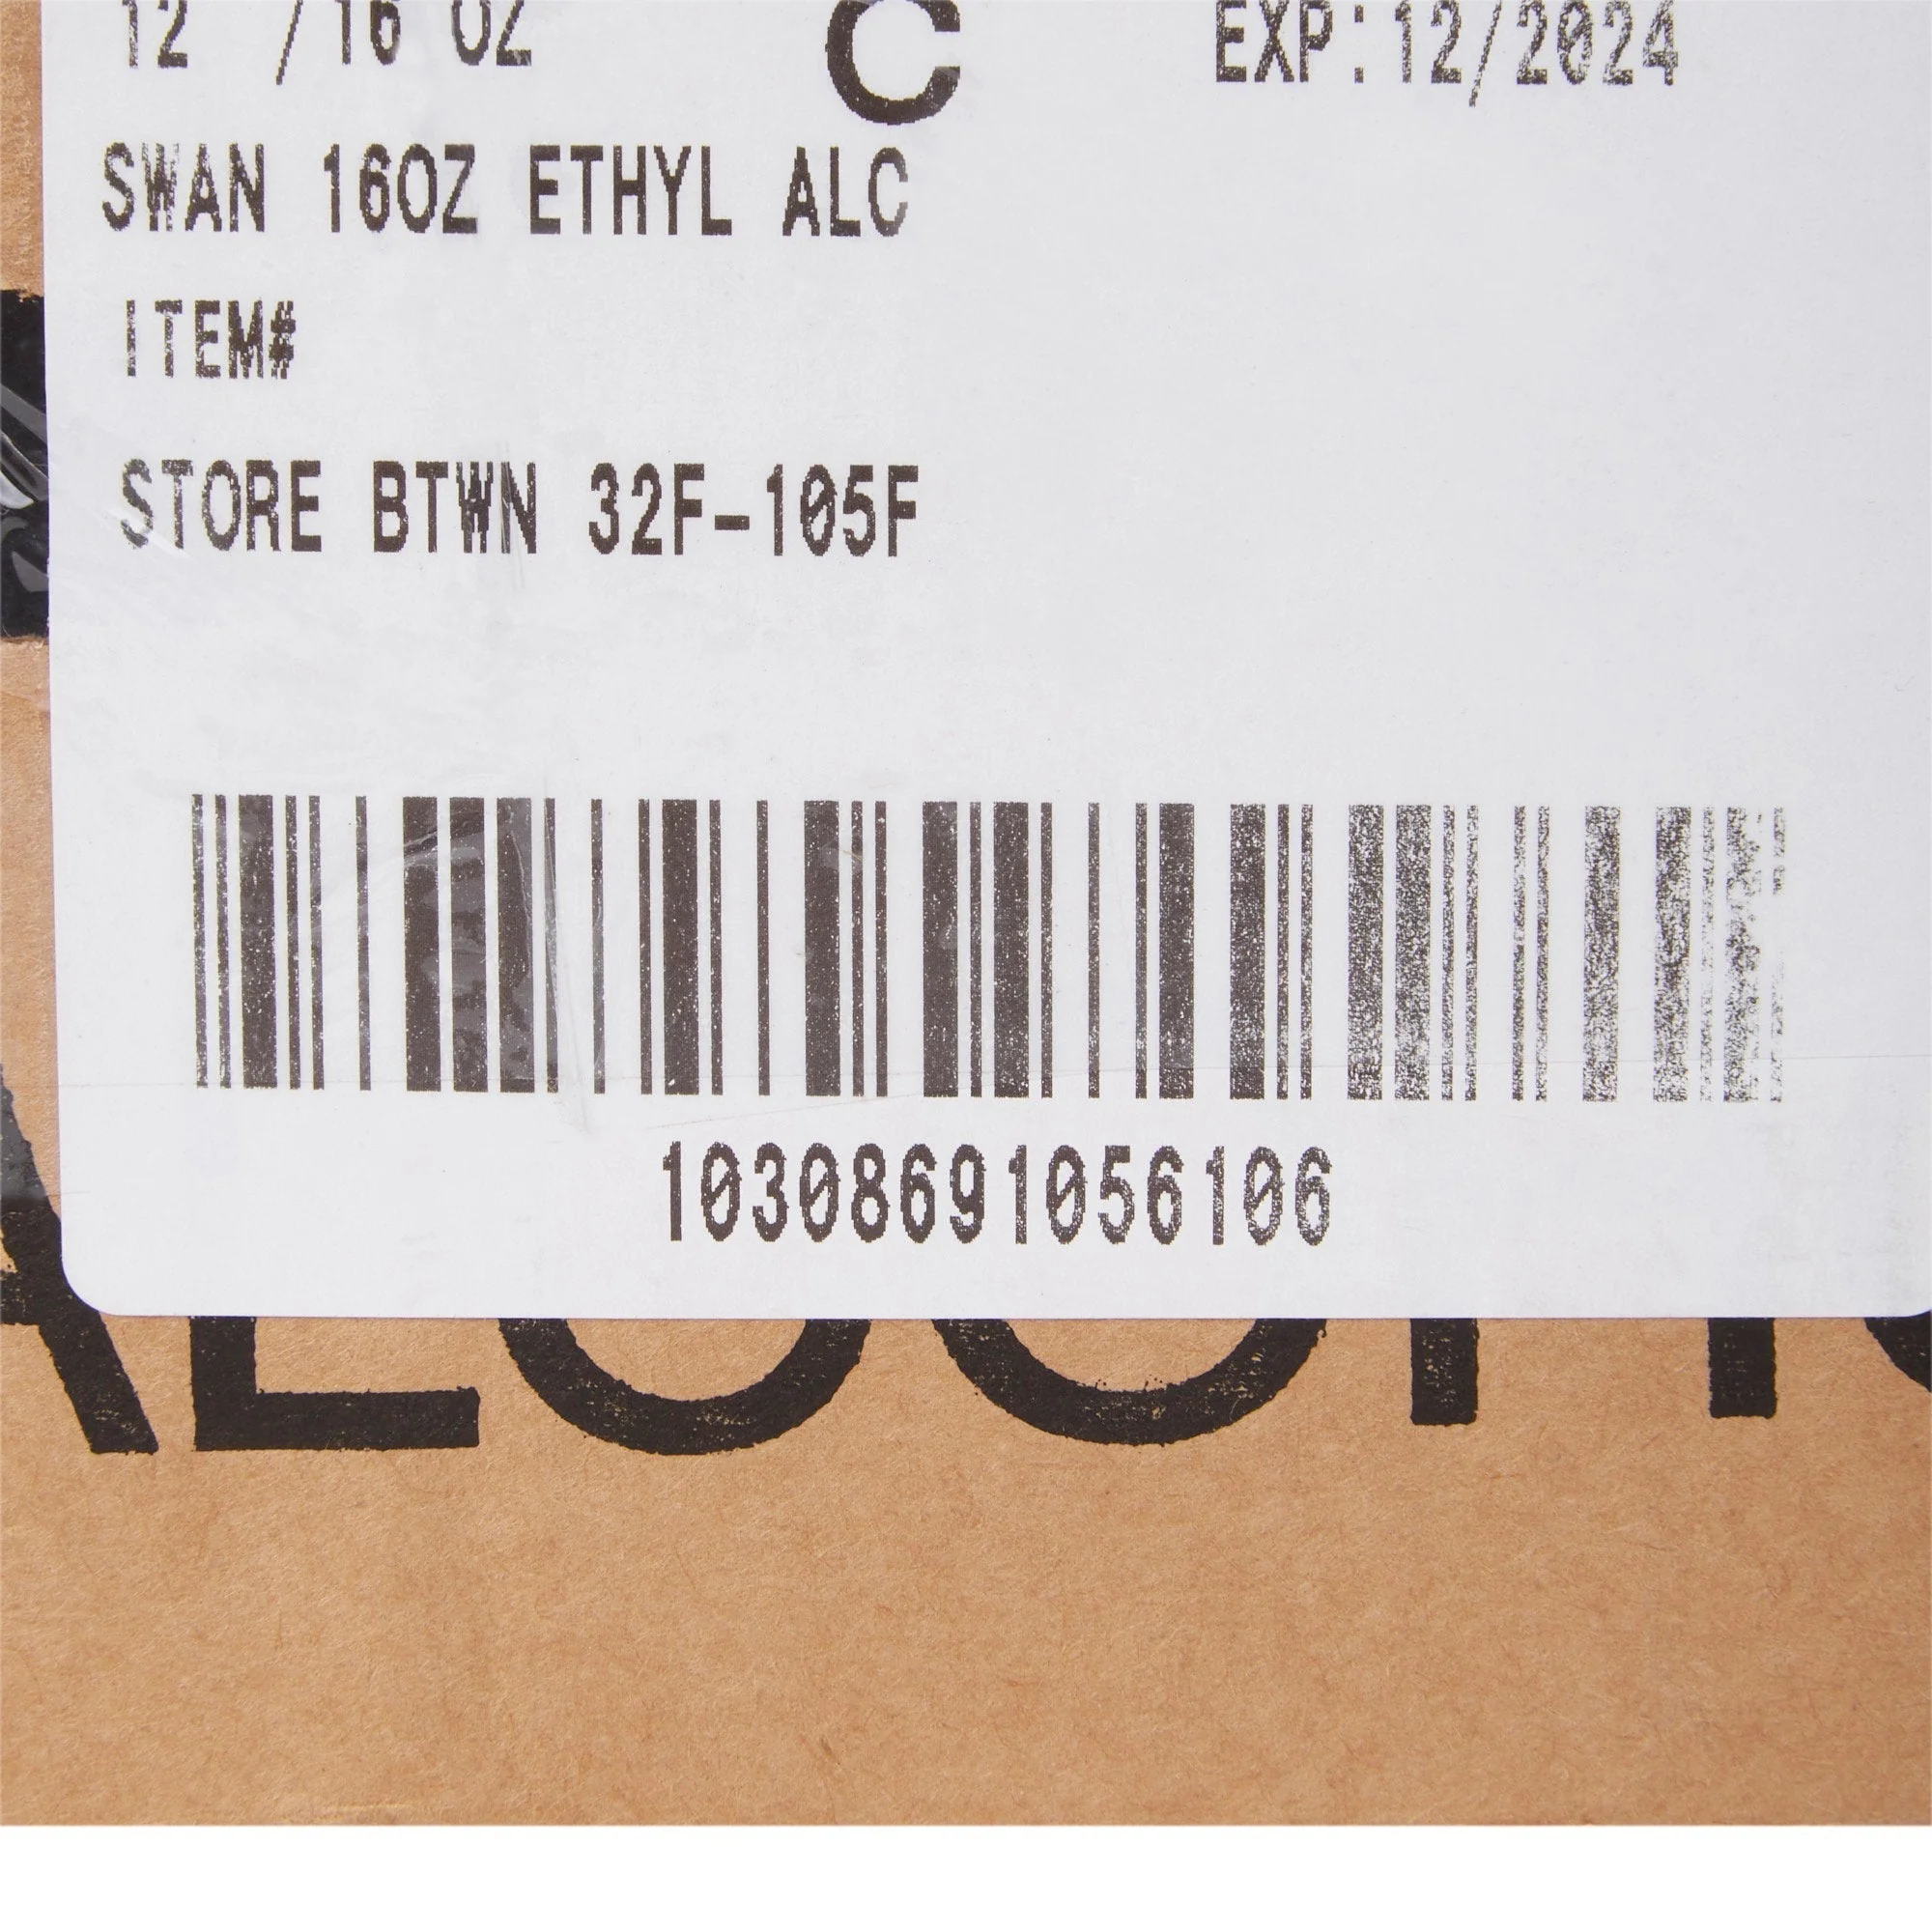 12 /16 OZ C EXP:12/2024
SWAN 16OZ ETHYL ALC
ITEM#
STORE BTWN 32F-105F
10308691056106